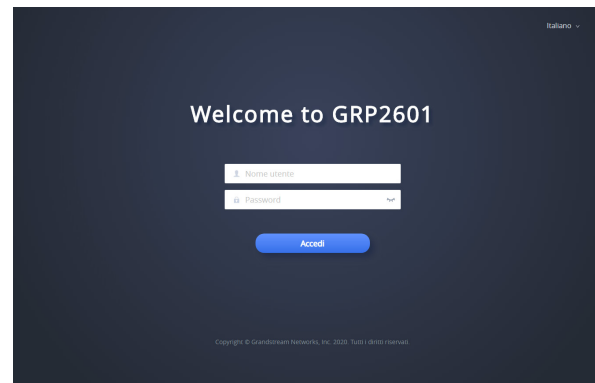 Italiano
Welcome to GRP2601
Nome utente
Password
Accedi
Copyright © Grandstream Networks, Inc. 2020. Tutti i diritti riservati.